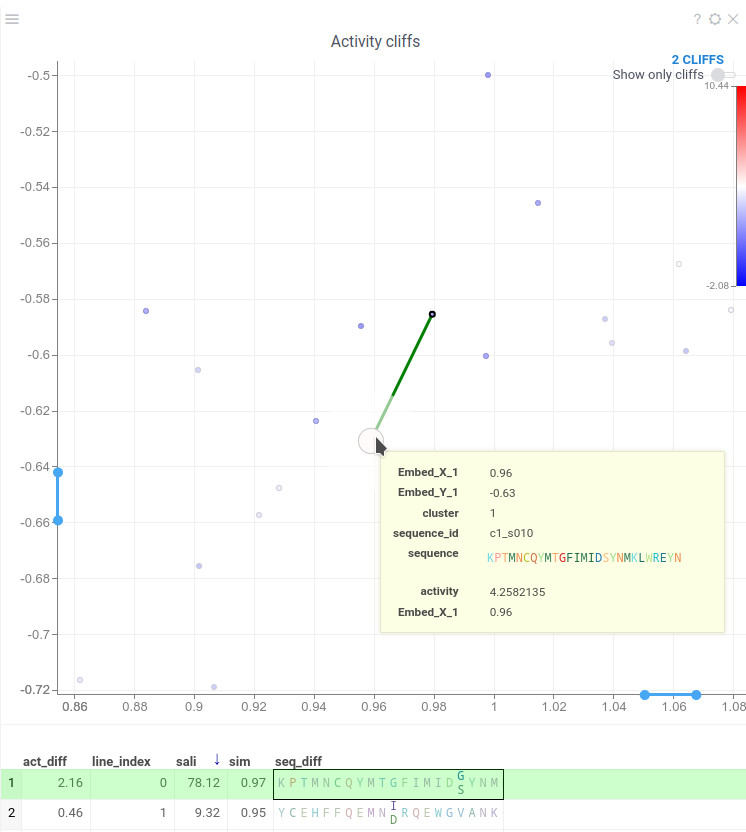 ?
Activity cliffs
2 CLIFFS
Show only cliffs
10.44
-2.08
-0.5
-0.52
-0.54
-0.56
-0.58
-0.6
-0.62
-0.64
-0.66
-0.68
-0.7
-0.72
0.86 0.88 0.9 0.92 0.94 0.96 0.98 1 1.02 1.04 1.06 1.08
Embed_X_1 0.96
Embed_Y_1 -0.63
cluster 1
sequence_id c1_s010
sequence KPTMNCQYMTGFIMIDSYNMKLWREYN
activity 4.2582135
Embed_X_1 0.96
act_diff line_index sali ↓ sim seq_diff
1 2.16 0 78.12 0.97 KPTMNCQYMTGFIMID G S YNM
2 0.46 1 9.32 0.95 YCEHFFQEMN I D RQEWGVANK